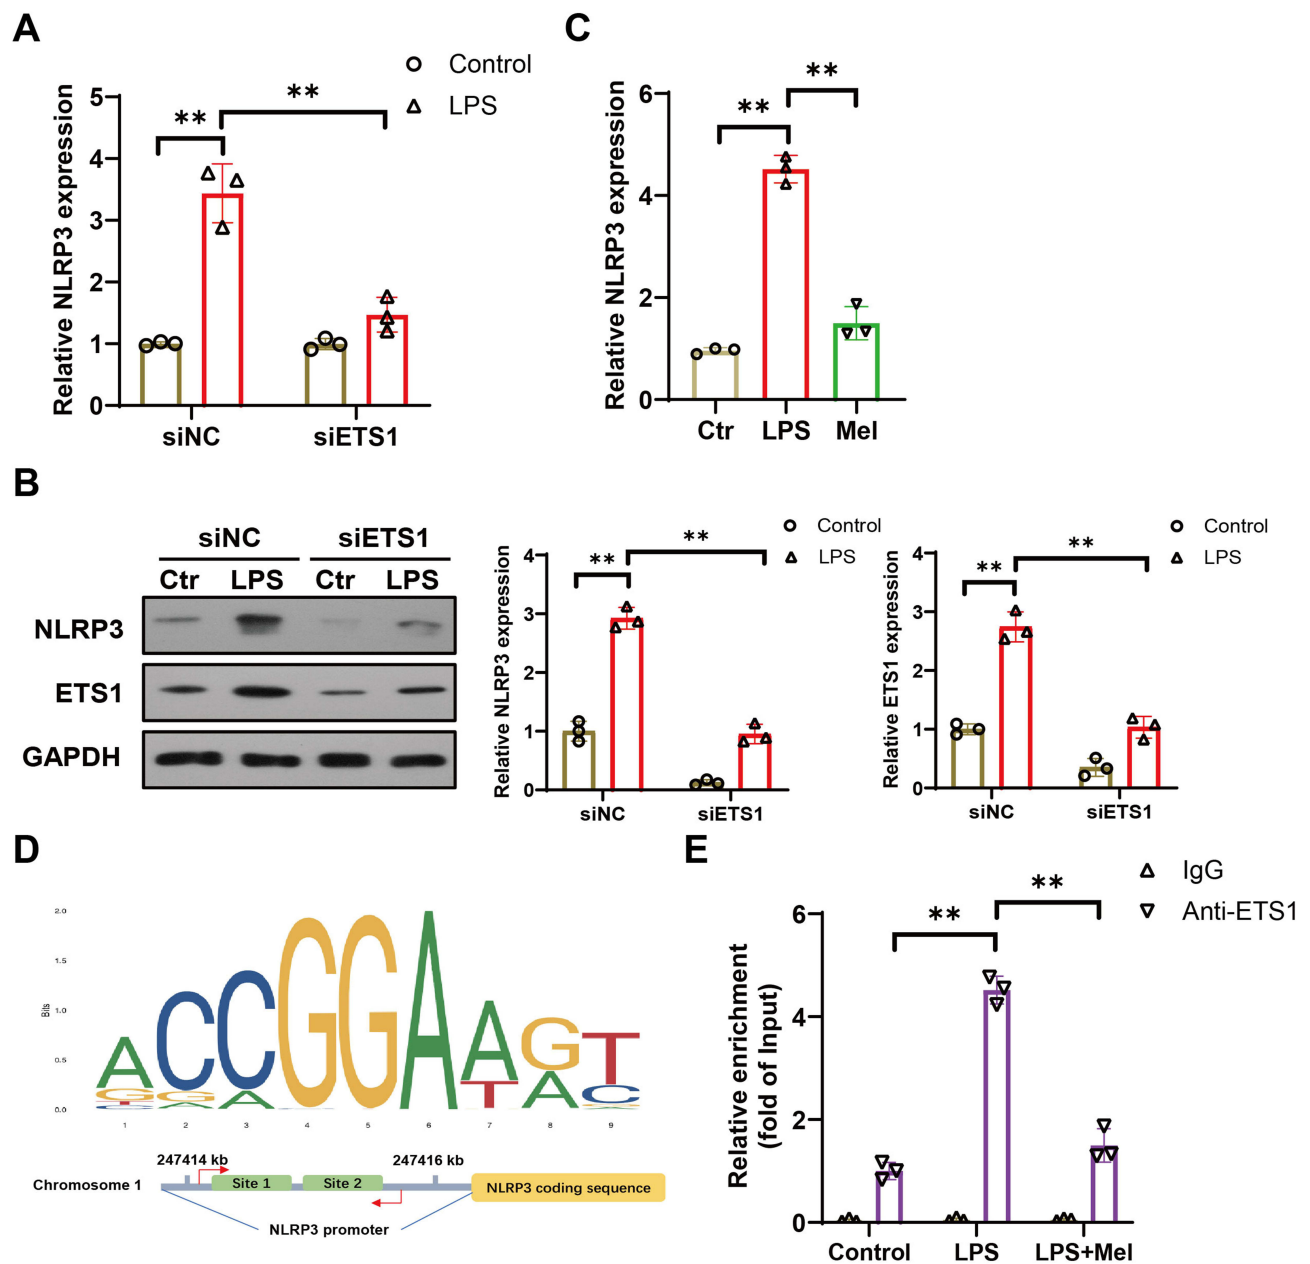 A
Control
LPS
Relative NLRP3 expression
5
4
3
2
1
0
**
**
siNC
siETS1
C
Relative NLRP3 expression
6
4
2
0
**
**
Ctr
LPS
Mel
B
siNC
siETS1
Ctr
LPS
Ctr
LPS
NLRP3
ETS1
GAPDH
Control
LPS
Relative NLRP3 expression
4
3
2
1
0
**
**
siNC
siETS1
Control
LPS
Relative ETS1 expression
4
3
2
1
0
**
**
siNC
siETS1
D
Bits
2.0
1.5
1.0
0.5
0.0
ACCGGAAGT
GGA TAC
T A
C
1 2 3 4 5 6 7 8 9
247414 kb
247416 kb
Chromosome 1
Site 1
Site 2
NLRP3 coding sequence
NLRP3 promoter
E
IgG
Anti-ETS1
Relative enrichment
(fold of Input)
6
4
2
0
**
**
Control
LPS
LPS+Mel